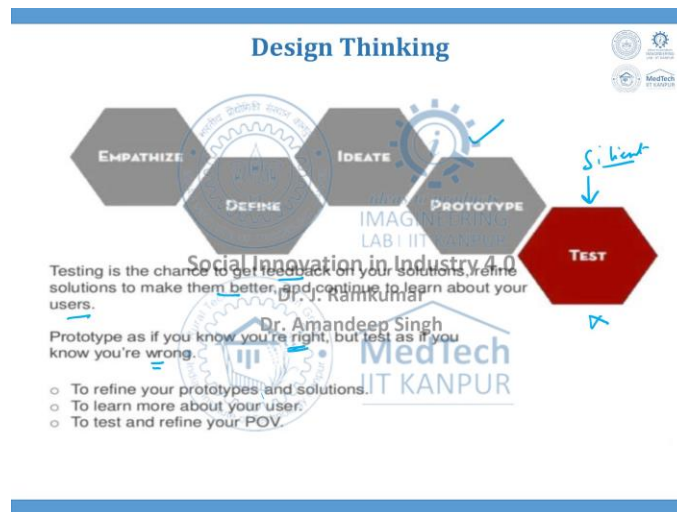 Design Thinking
MedTech
IIT KANPUR
EMPATHIZE
IDEATE
DEFINE
PROTOTYPE
TEST
IMAGINEERING
LAB | IIT KANPUR
Social Innovation in Industry 4.0
Dr. J. Ramkumar
Dr. Amandeep Singh
MedTech
IIT KANPUR
Testing is the chance to get feedback on your solutions, refine
solutions to make them better, and continue to learn about your
users.
Prototype as if you know you're right, but test as if you
know you're wrong.
o To refine your prototypes and solutions.
o To learn more about your user.
o To test and refine your POV.